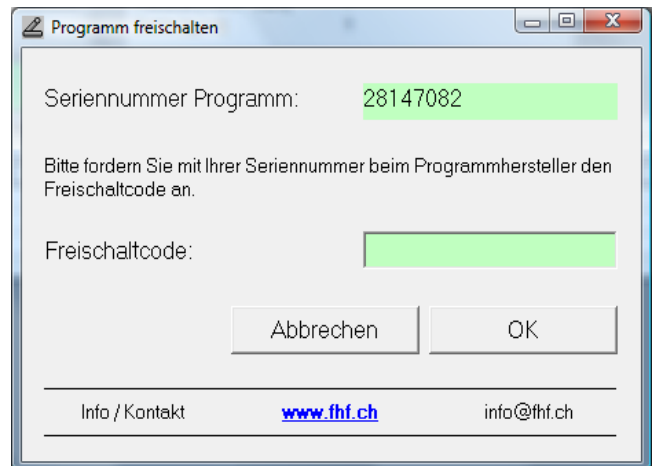 Programm freischalten
Seriennummer Programm: 28147082
Bitte fordern Sie mit Ihrer Seriennummer beim Programmhersteller den
Freischaltcode an.
Freischaltcode:
Abbrechen OK
Info / Kontakt www.fhf.ch info@fhf.ch